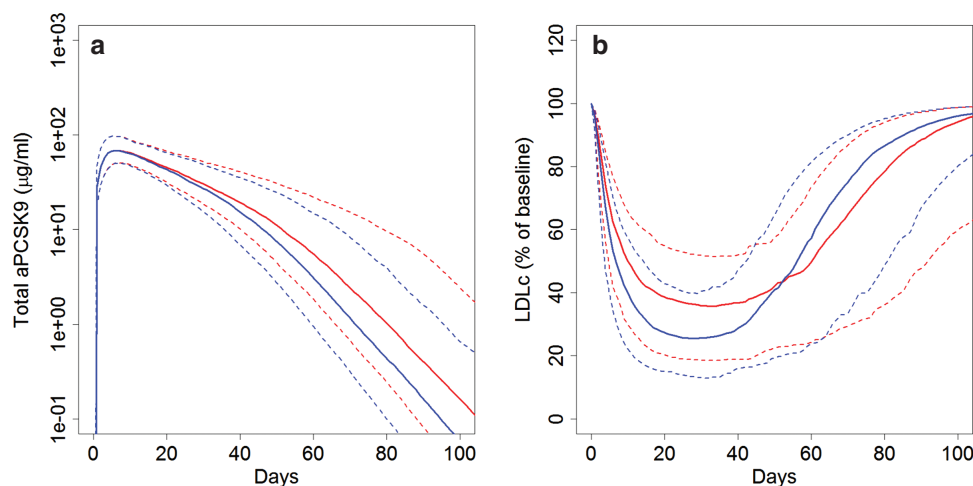 a
Total aPCSK9 (μg/ml)
1e+03
1e+02
1e+01
1e+00
1e-01
0 20 40 60 80 100
Days
b
LDLc (% of baseline)
120
100
80
60
40
20
0
0 20 40 60 80 100
Days